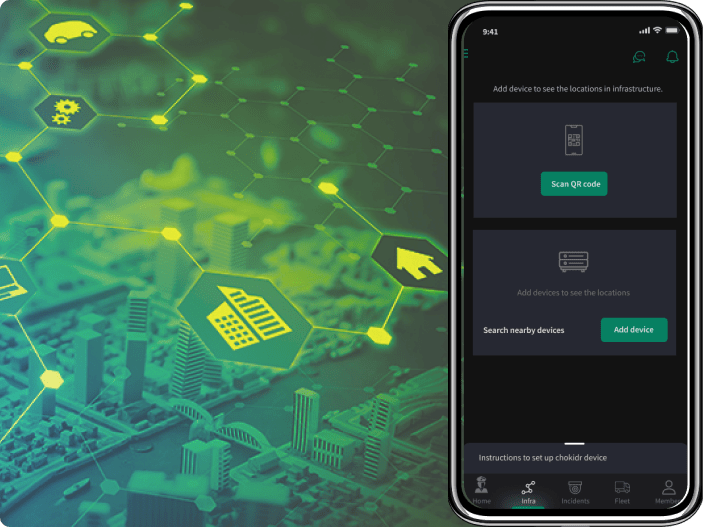 9:41
Add device to see the locations in infrastructure.
Scan QR code
Add devices to see the locations
Search nearby devices Add device
Instructions to set up chokidr device
Home Infra Incidents Fleet Member